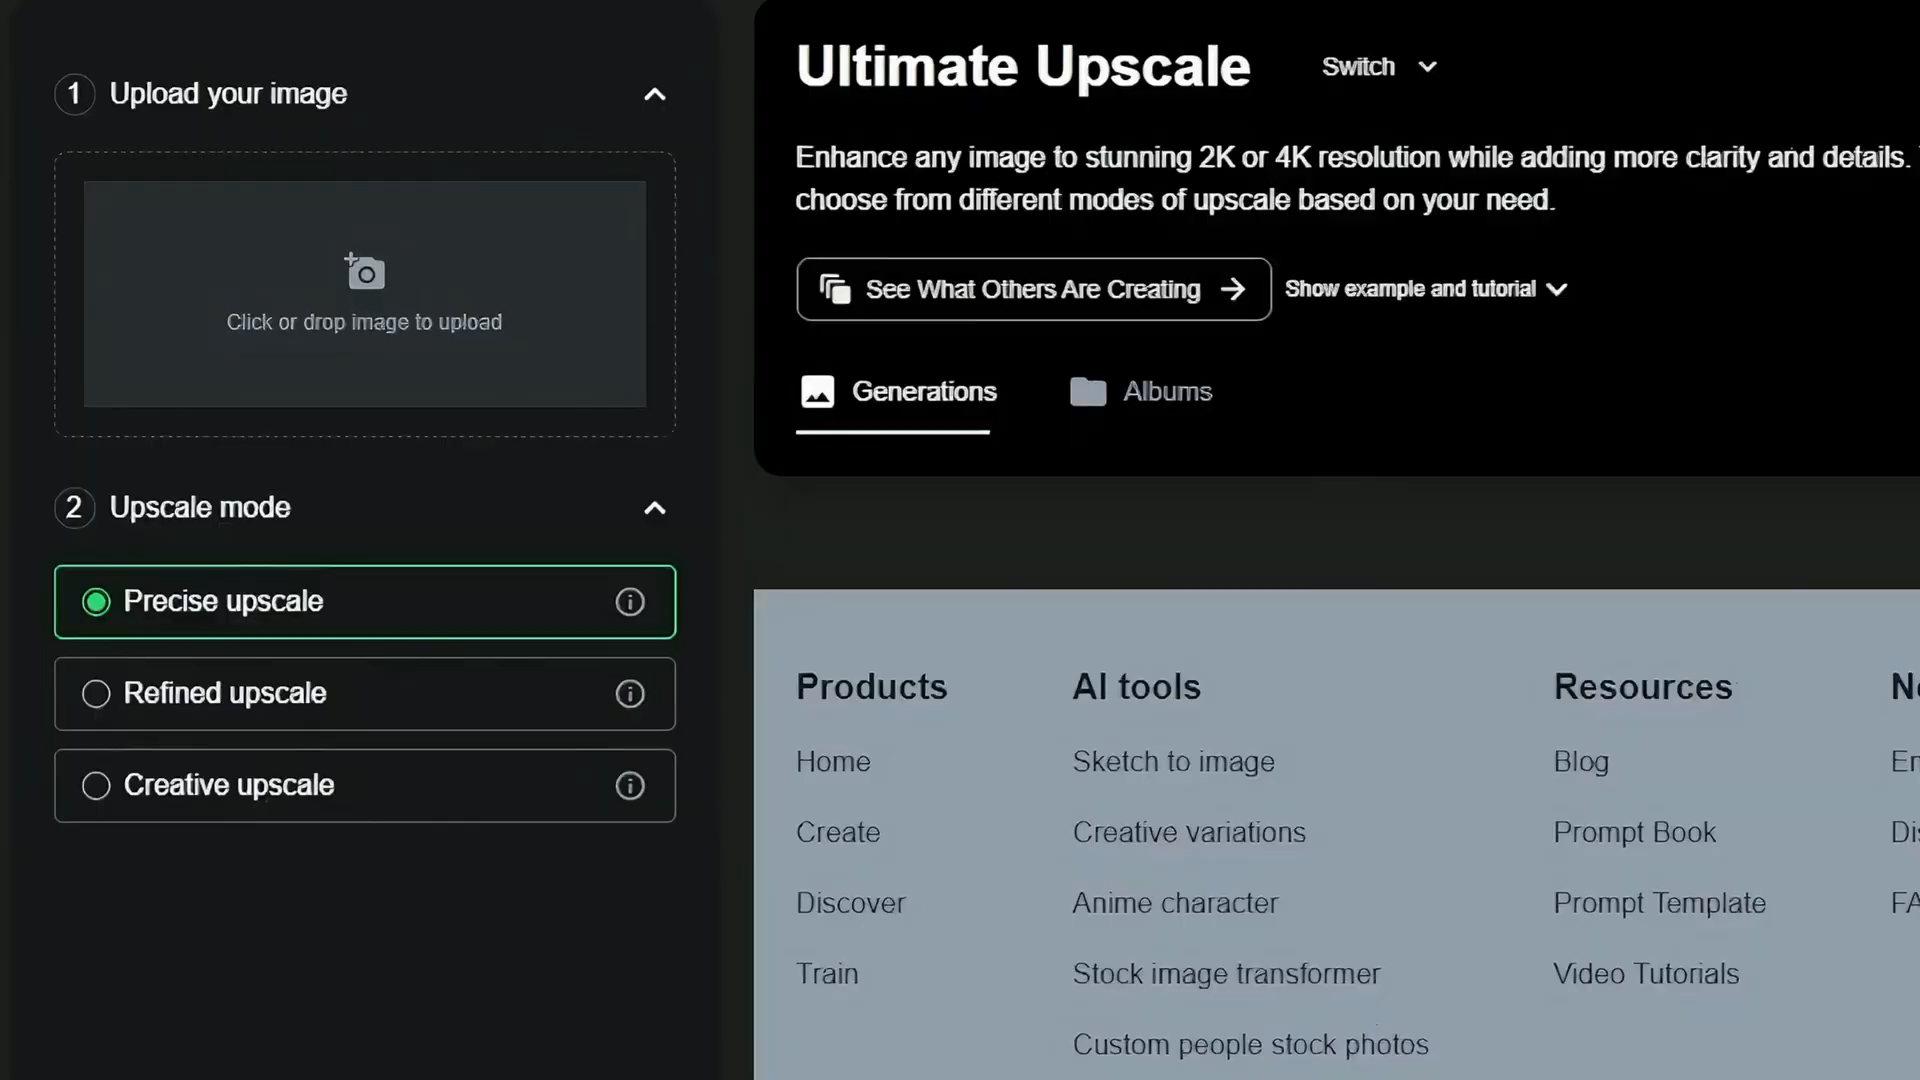 1 Upload your image
Click or drop image to upload
2 Upscale mode
Precise upscale
Refined upscale
Creative upscale
Ultimate Upscale
Switch
Enhance any image to stunning 2K or 4K resolution while adding more clarity and details.
choose from different modes of upscale based on your need.
See What Others Are Creating
Show example and tutorial
Generations
Albums
Products
Home
Create
Discover
Train
AI tools
Sketch to image
Creative variations
Anime character
Stock image transformer
Custom people stock photos
Resources
Blog
Prompt Book
Prompt Template
Video Tutorials